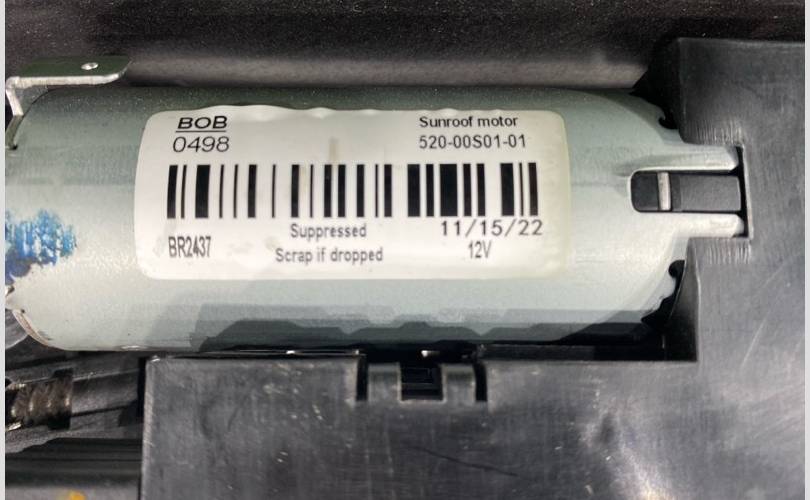 BOB
0498
Sunroof motor
520-00S01-01
Suppressed
Scrap if dropped
BR2437
11/15/22
12V